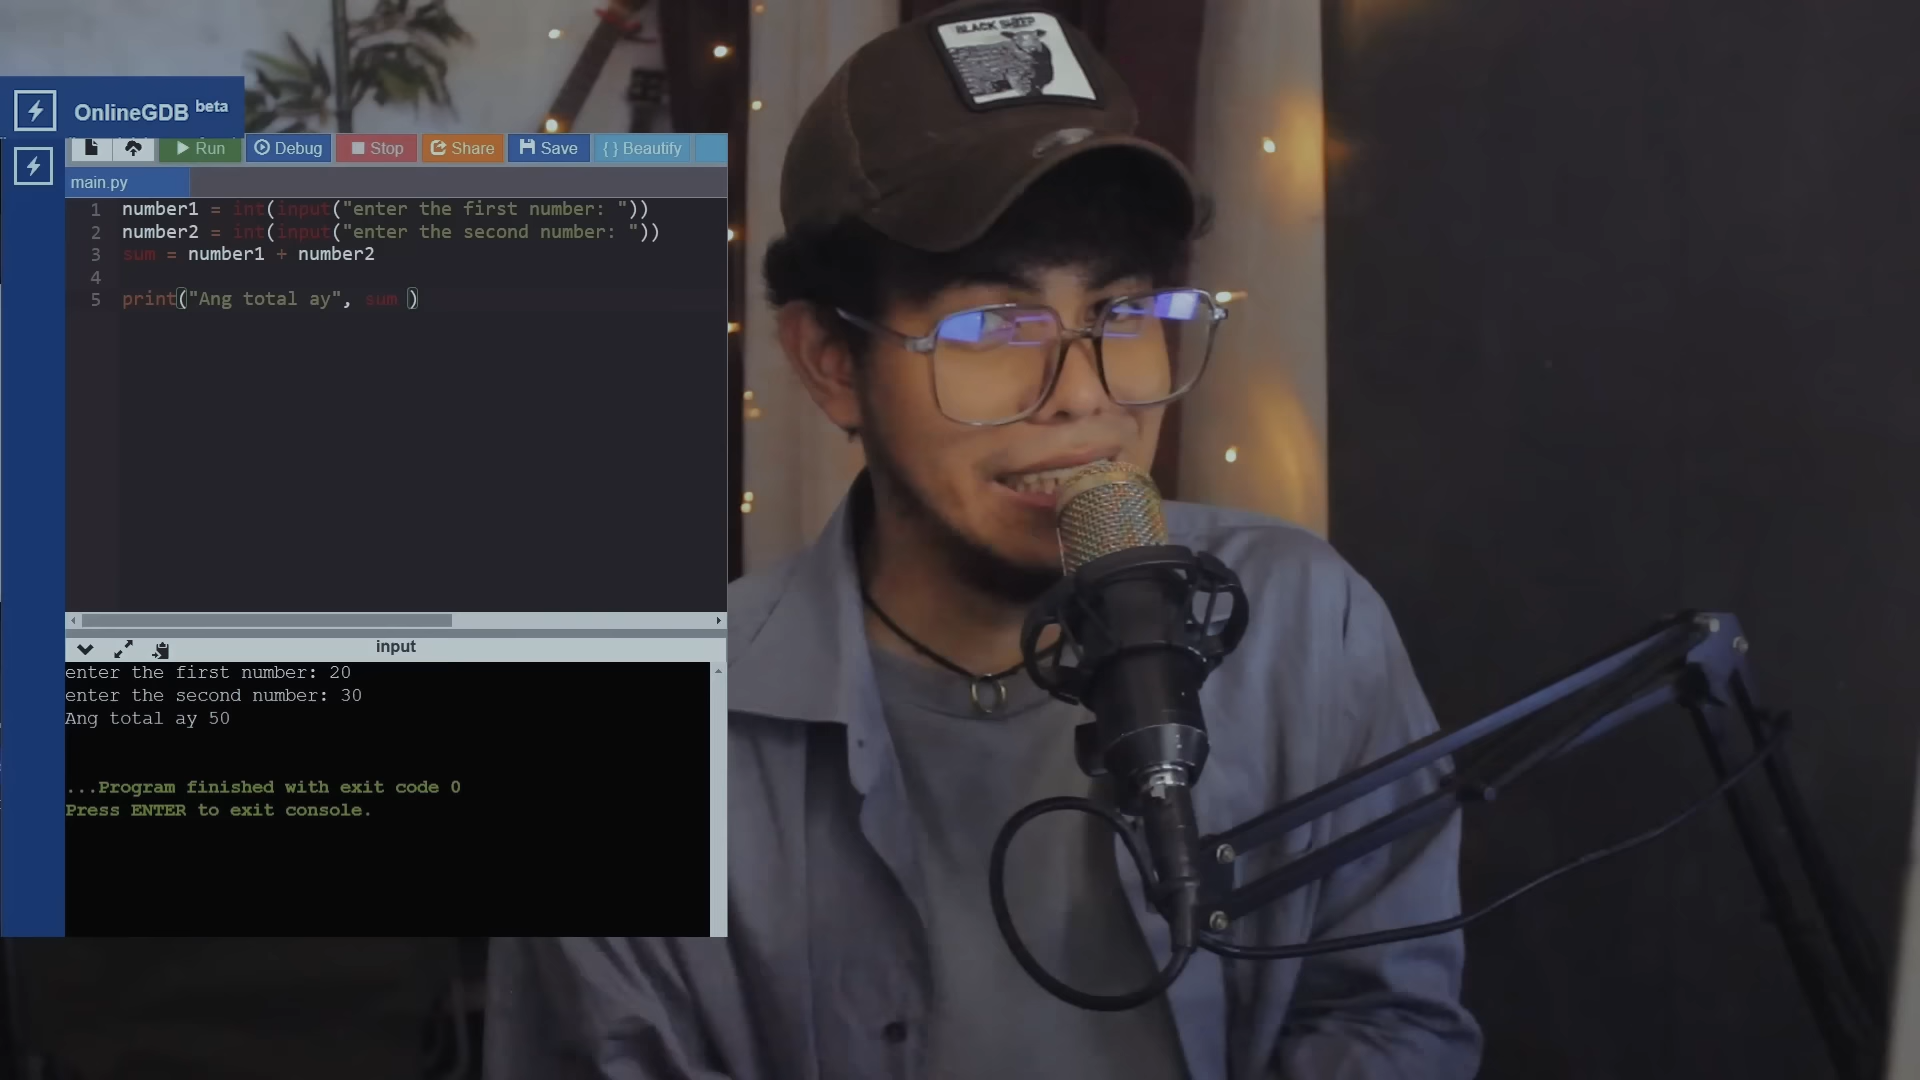 BLACK SHEEP
OnlineGDB beta
Run Debug Stop Share Save { } Beautify
main.py
1 number1 = int(input("enter the first number: "))
2 number2 = int(input("enter the second number: "))
3 sum = number1 + number2
4
5 print("Ang total ay", sum )
input
enter the first number: 20
enter the second number: 30
Ang total ay 50
...Program finished with exit code 0
Press ENTER to exit console.